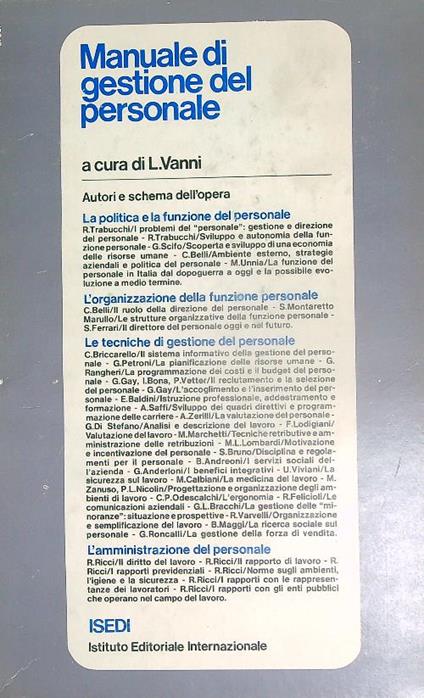 Manuale di
gestione del
personale
a cura di L.Vanni
Autori e schema dell'opera
La politica e la funzione del personale
R.Trabucchi/I problemi del "personale": gestione e direzione
del personale - R.Trabucchi/Sviluppo e autonomia della fun-
zione personale - G.Scifo/Scoperta e sviluppo di una economia
delle risorse umane - C.Belli/Ambiente esterno, strategie
aziendali e politica del personale - M.Unnia/La funzione del
personale in Italia dal dopoguerra a oggi e la possibile evo-
luzione a medio termine.
L'organizzazione della funzione personale
C.Belli/Il ruolo della direzione del personale - S.Montaretto
Marullo/Le strutture organizzative della funzione personale -
S.Ferrari/Il direttore del personale oggi e nel futuro.
Le tecniche di gestione del personale
C.Briccarello/Il sistema informativo della gestione del perso-
nale - G.Petroni/La pianificazione delle risorse umane - G.
Rangheri/La programmazione dei costi e il budget del perso-
nale - G.Gay, I.Bona, P.Vetter/Il reclutamento e la selezione
del personale - G.Gay/L'accoglimento e l'inserimento del per-
sonale - E.Baldini/Istruzione professionale, addestramento e
formazione - A.Saffi/Sviluppo dei quadri direttivi e program-
mazione delle carriere - A.Zerilli/La valutazione del personale -
G.Di Stefano/Analisi e descrizione del lavoro - F.Lodigiani/
Valutazione del lavoro - M.Marchetti/Tecniche retributive e am-
ministrazione delle retribuzioni - M.L.Lombardi/Motivazione
e incentivazione del personale - S.Bruno/Disciplina e regola-
menti per il personale - B.Andreoni/I servizi sociali del-
l'azienda - G.Anderloni/I benefici integrativi - U.Viviani/La
sicurezza sul lavoro - M.Calbiani/La medicina del lavoro - M.
Zanuso, P.L.Nicolin/Progettazione e organizzazione degli am-
bienti di lavoro - C.P.Odescalchi/L'ergonomia - R.Felicioli/Le
comunicazioni aziendali - G.L.Bracchi/La gestione delle "mi-
noranze": situazione e prospettive - R.Varvelli/Organizzazione
e semplificazione del lavoro - B.Maggi/La ricerca sociale sul
personale - G.Roncalli/La gestione della forza di vendita.
L'amministrazione del personale
R.Ricci/Il diritto del lavoro - R.Ricci/Il rapporto di lavoro - R.
Ricci/I rapporti previdenziali - R.Ricci/Norme sugli ambienti,
l'igiene e la sicurezza - R.Ricci/I rapporti con le rappresen-
tanze dei lavoratori - R.Ricci/I rapporti con gli enti pubblici
che operano nel campo del lavoro.
ISEDI
Istituto Editoriale Internazionale